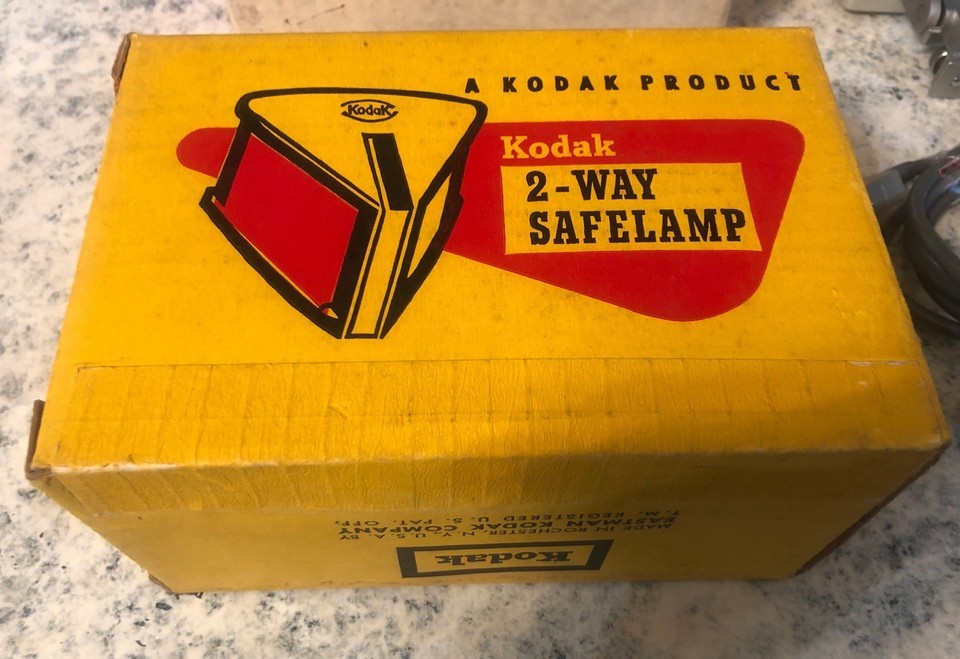 A KODAK PRODUCT
Kodak
Kodak
2-WAY
SAFELAMP
Kodak
MADE IN ROCHESTER, N.Y., U.S.A. BY
EASTMAN KODAK COMPANY
T. M. REGISTERED U. S. PAT. OFF.